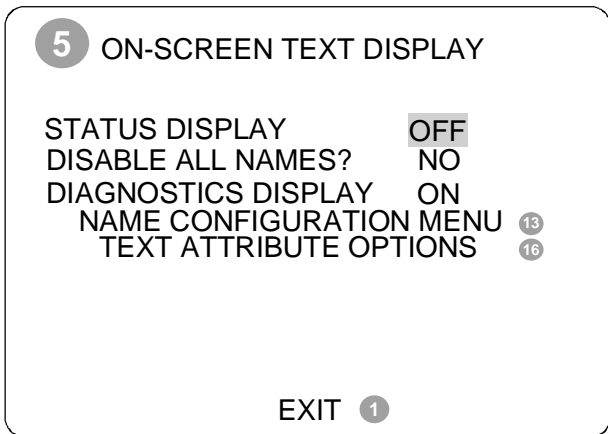 5 ON-SCREEN TEXT DISPLAY
STATUS DISPLAY OFF
DISABLE ALL NAMES? NO
DIAGNOSTICS DISPLAY ON
NAME CONFIGURATION MENU 13
TEXT ATTRIBUTE OPTIONS 16
EXIT 1